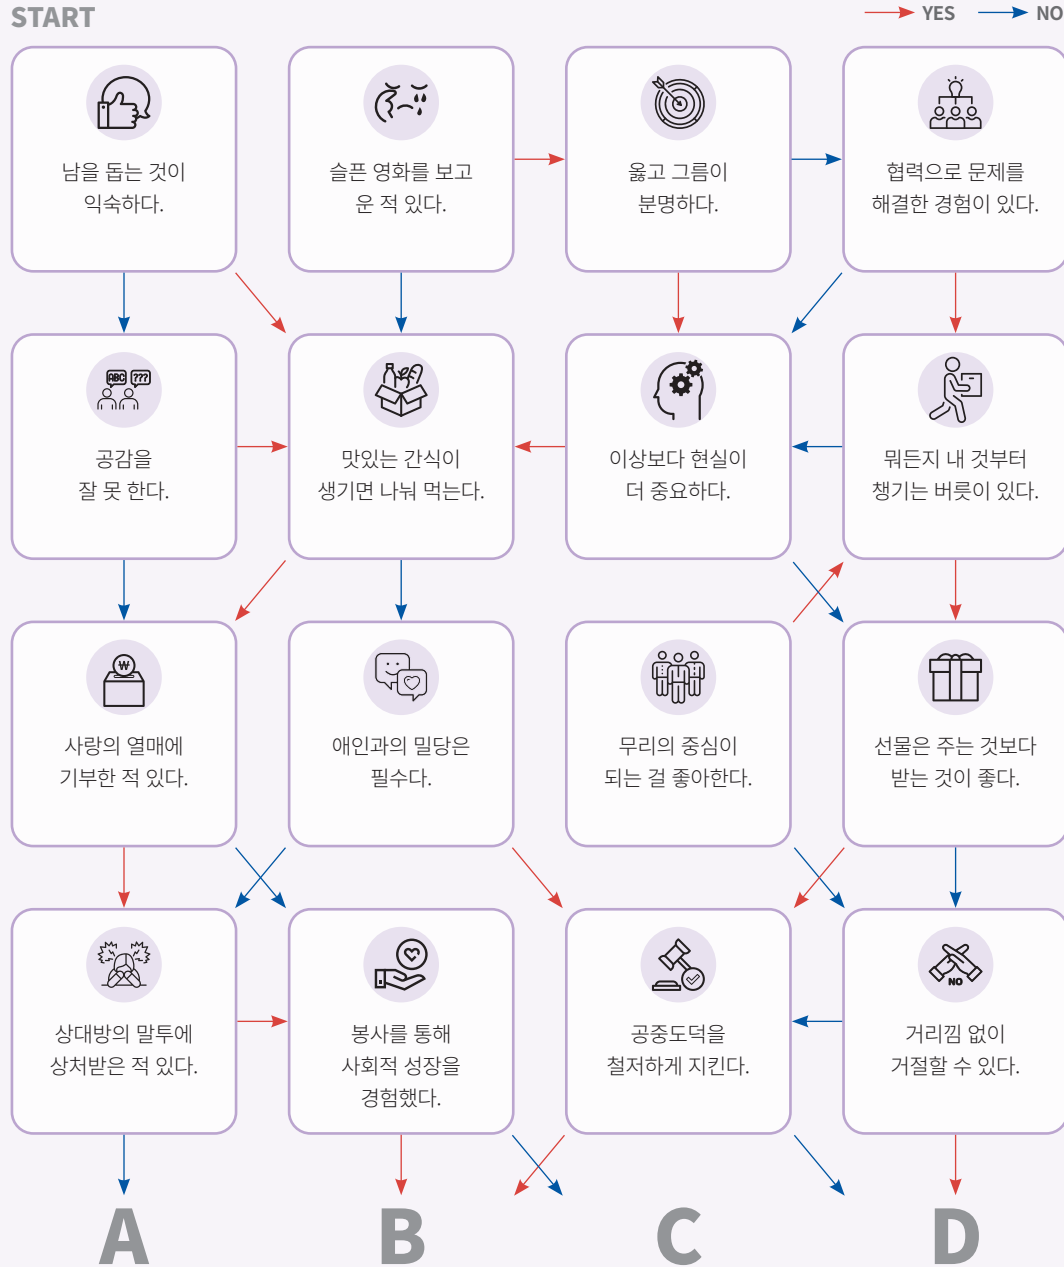 START
YES
NO
남을 돕는 것이
익숙하다.
슬픈 영화를 보고
운 적 있다.
옳고 그름이
분명하다.
협력으로 문제를
해결한 경험이 있다.
ABC
???
공감을
잘 못 한다.
맛있는 간식이
생기면 나눠 먹는다.
이상보다 현실이
더 중요하다.
뭐든지 내 것부터
챙기는 버릇이 있다.
₩
사랑의 열매에
기부한 적 있다.
애인과의 밀당은
필수다.
무리의 중심이
되는 걸 좋아한다.
선물은 주는 것보다
받는 것이 좋다.
상대방의 말투에
상처받은 적 있다.
봉사를 통해
사회적 성장을
경험했다.
공중도덕을
철저하게 지킨다.
NO
거리낌 없이
거절할 수 있다.
A
B
C
D